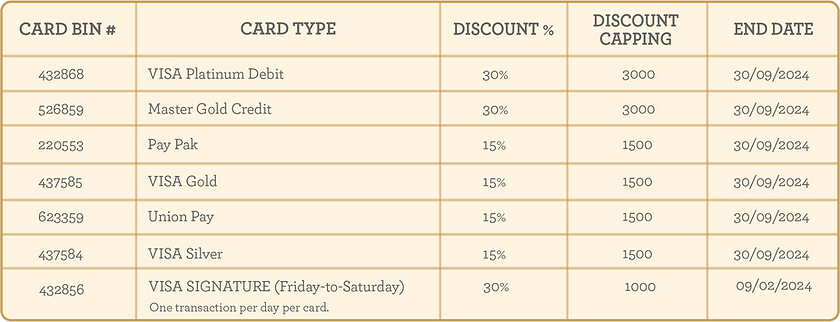 CARD BIN # CARD TYPE DISCOUNT % DISCOUNT CAPPING END DATE
432868 VISA Platinum Debit 30% 3000 30/09/2024
526859 Master Gold Credit 30% 3000 30/09/2024
220553 Pay Pak 15% 1500 30/09/2024
437585 VISA Gold 15% 1500 30/09/2024
623359 Union Pay 15% 1500 30/09/2024
437584 VISA Silver 15% 1500 30/09/2024
432856 VISA SIGNATURE (Friday-to-Saturday) 30% 1000 09/02/2024
One transaction per day per card.